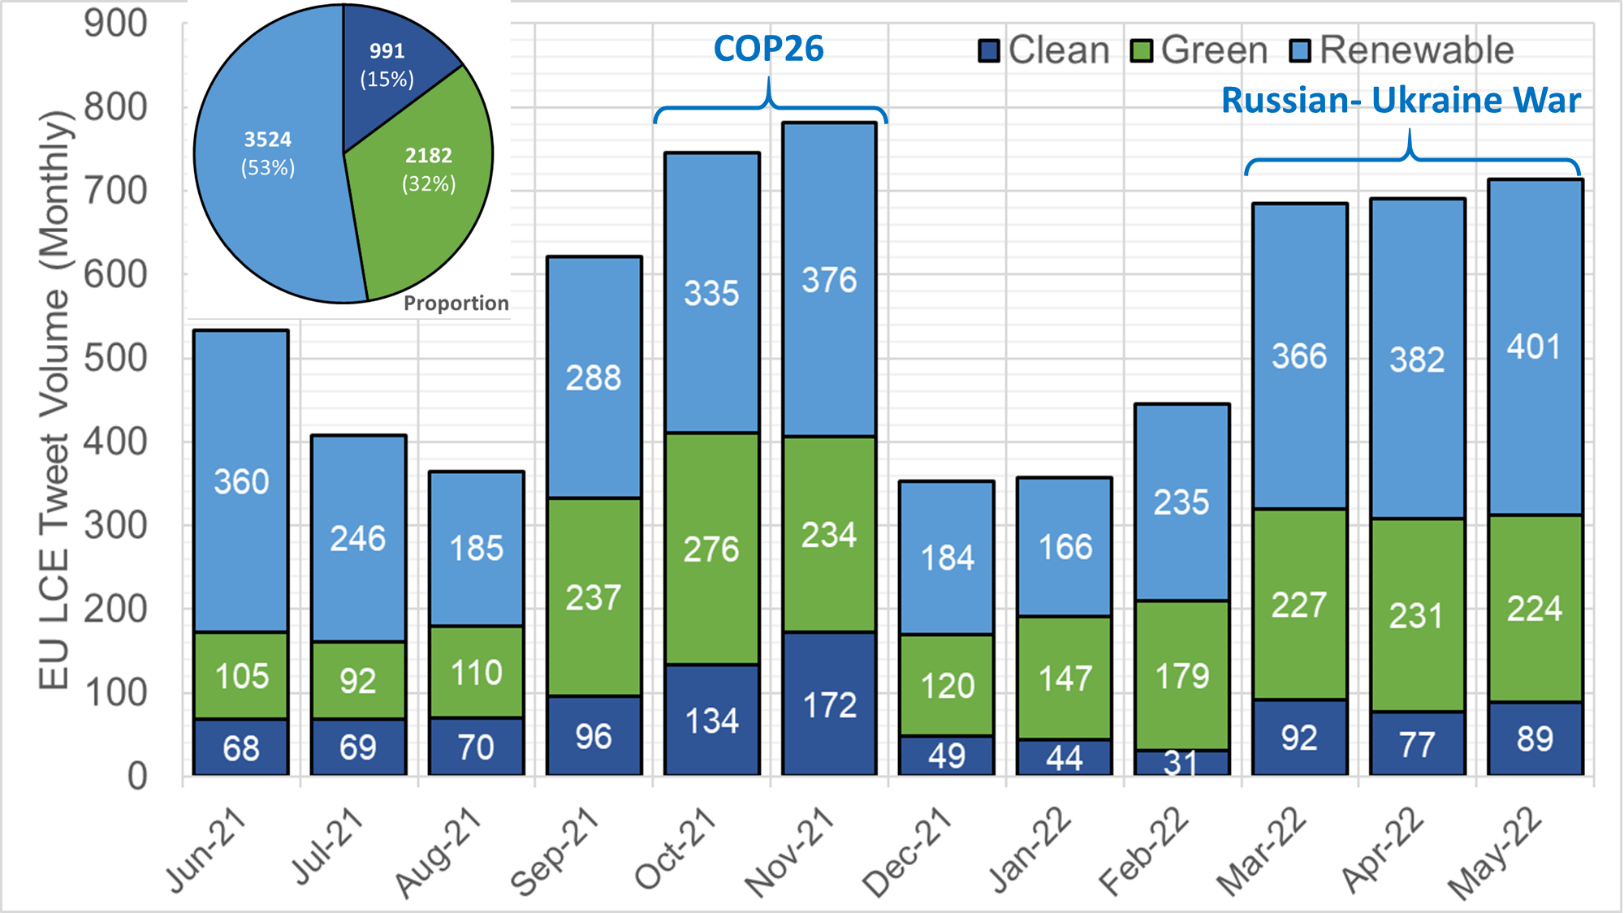 900
800
700
600
500
400
300
200
100
0
EU LCE Tweet Volume (Monthly)
991
(15%)
3524
(53%)
2182
(32%)
Proportion
COP26
Clean Green Renewable
Russian- Ukraine War
360 246 185 288 335 376 184 166 235 366 382 401
105 92 110 237 276 234 120 147 179 227 231 224
68 69 70 96 134 172 49 44 31 92 77 89
Jun-21 Jul-21 Aug-21 Sep-21 Oct-21 Nov-21 Dec-21 Jan-22 Feb-22 Mar-22 Apr-22 May-22